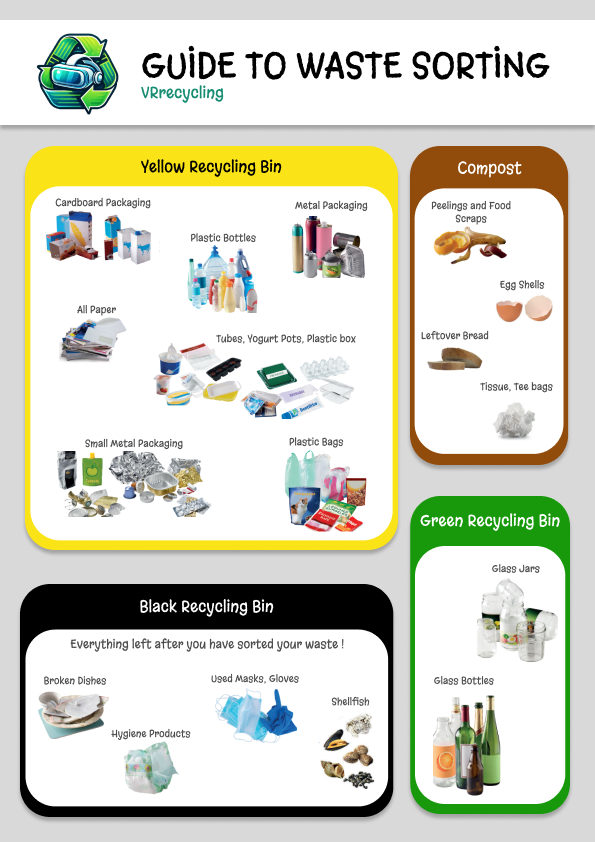 GUIDE TO WASTE SORTING
VRrecycling
Yellow Recycling Bin
Cardboard Packaging
Metal Packaging
Plastic Bottles
All Paper
Tubes, Yogurt Pots, Plastic box
Small Metal Packaging
Plastic Bags
Compost
Peelings and Food
Scraps
Egg Shells
Leftover Bread
Tissue, Tee bags
Green Recycling Bin
Glass Jars
Glass Bottles
Black Recycling Bin
Everything left after you have sorted your waste !
Broken Dishes
Used Masks, Gloves
Shellfish
Hygiene Products